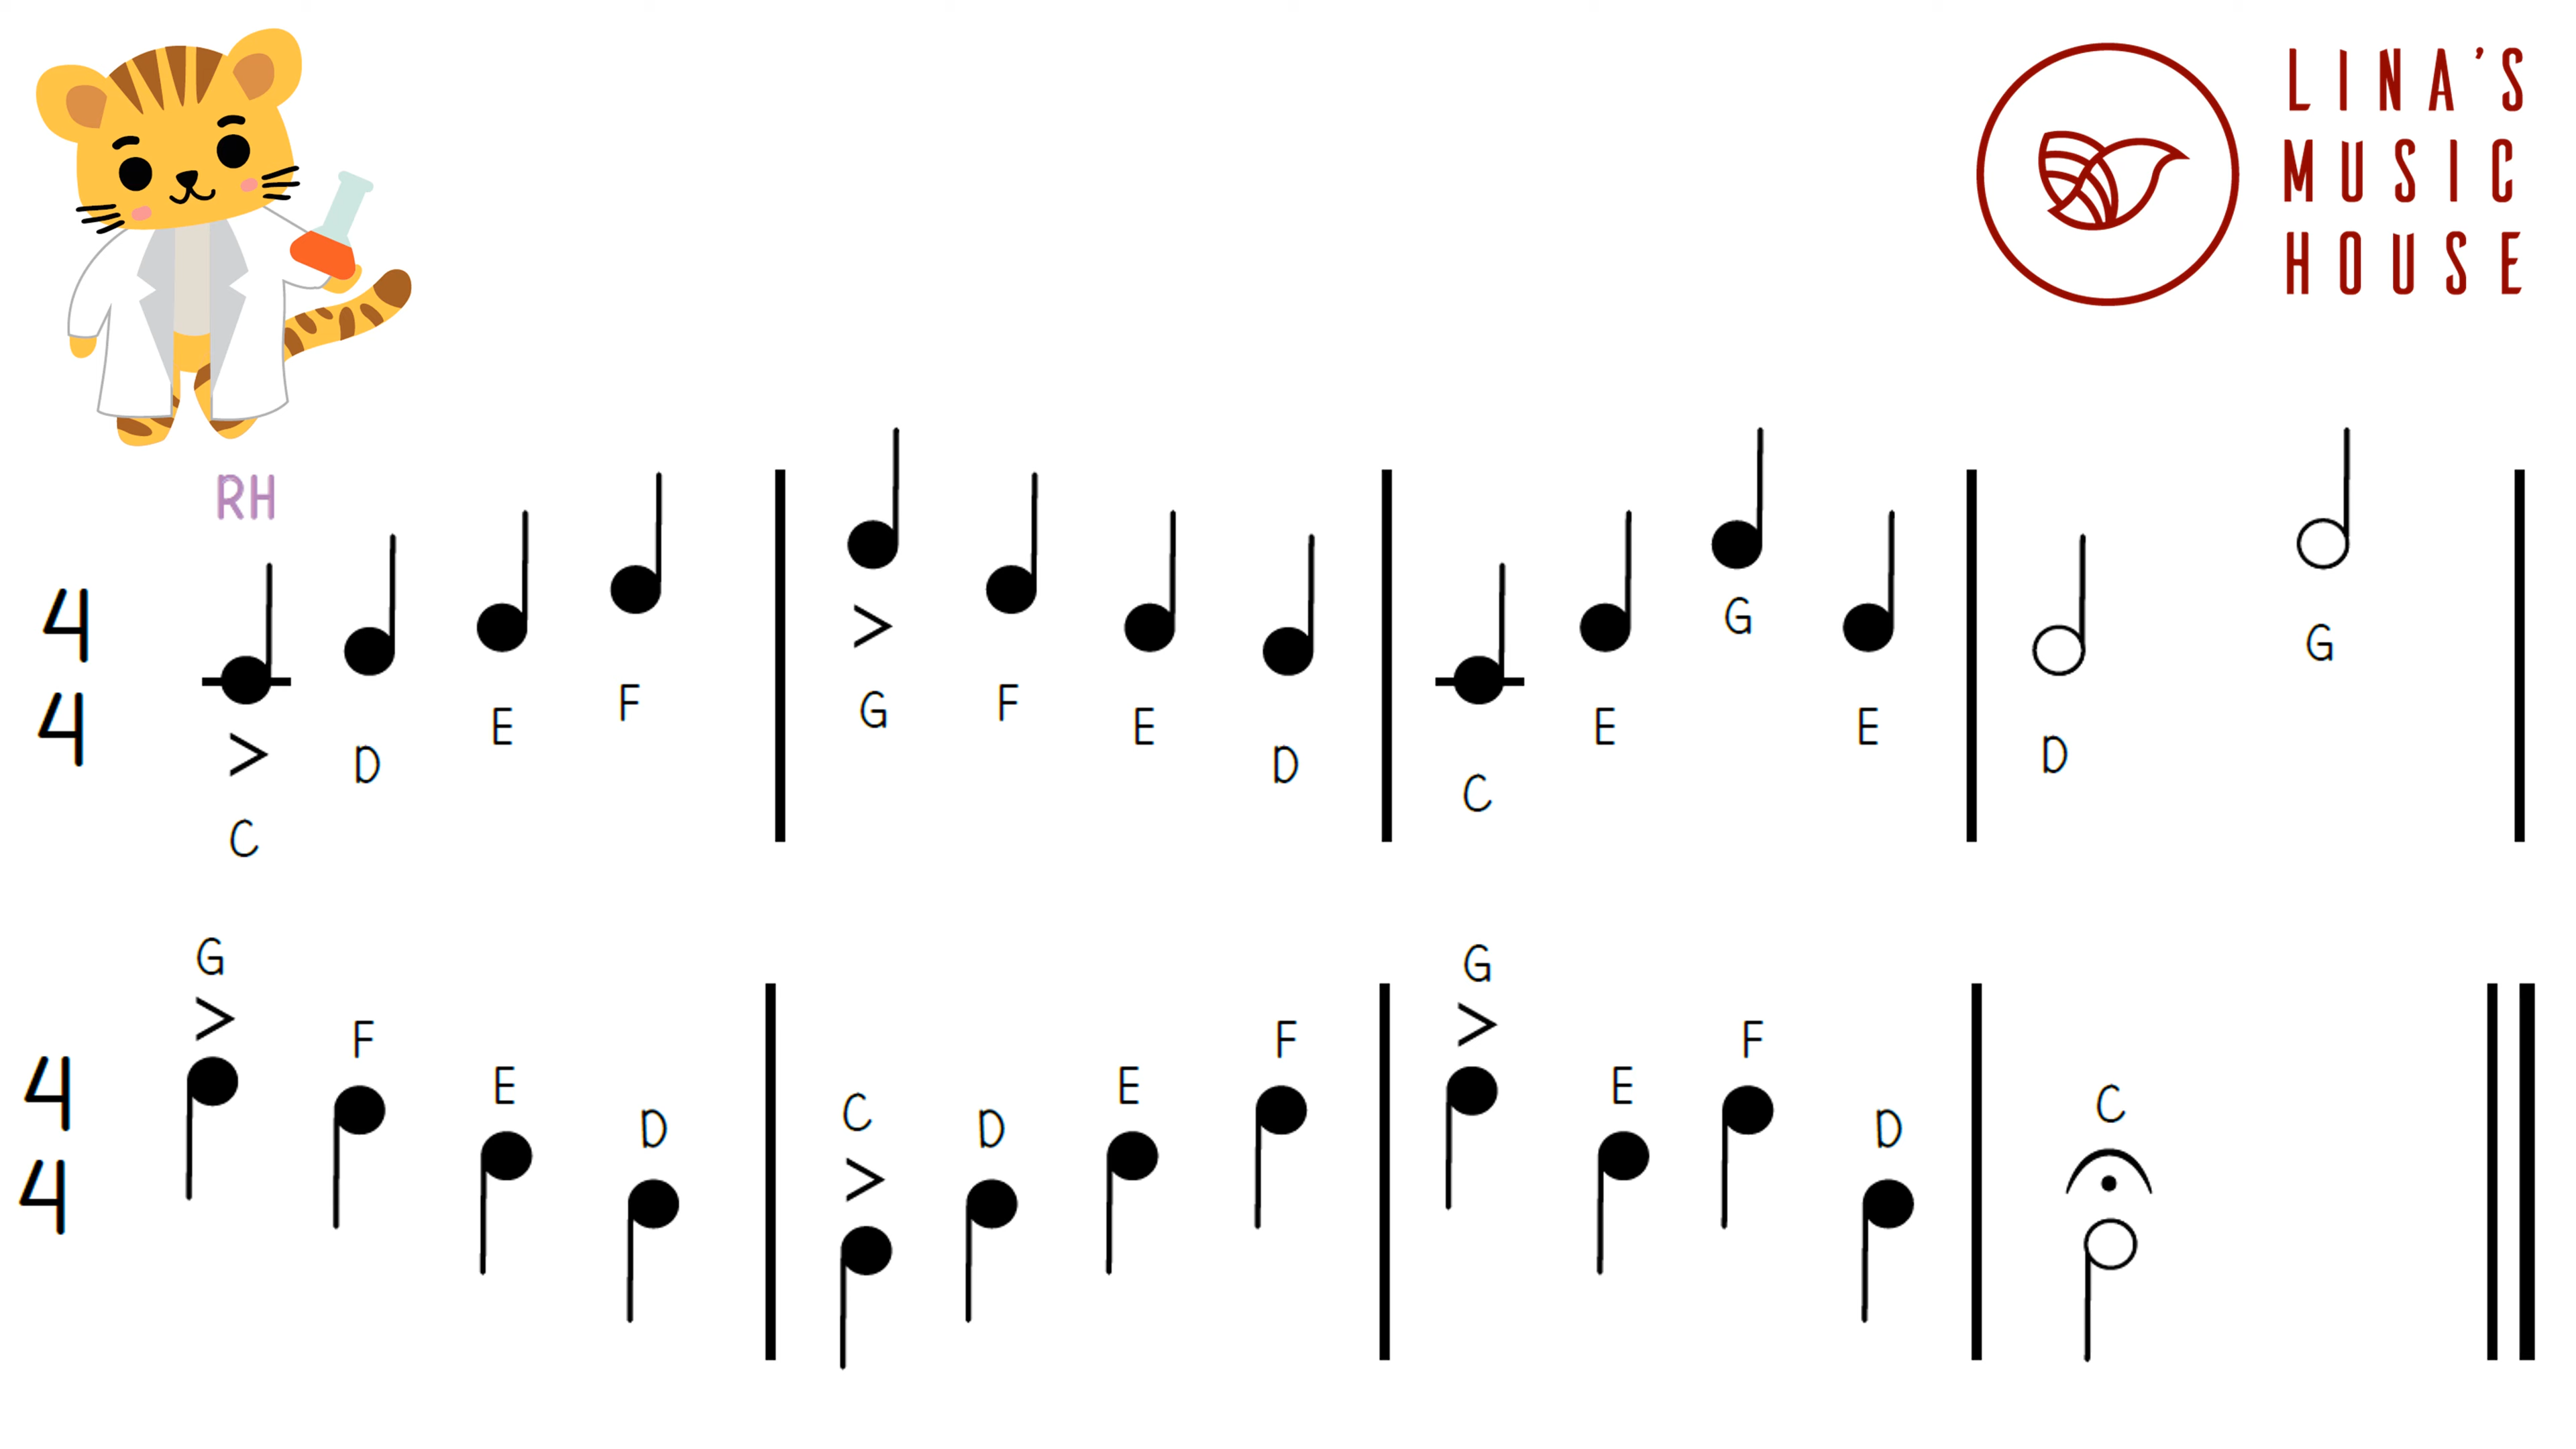 LINA'S
MUSIC
HOUSE
RH
4
4
C D E F G F E D C E G E D G
G F E D C D E F G E F D C
4
4